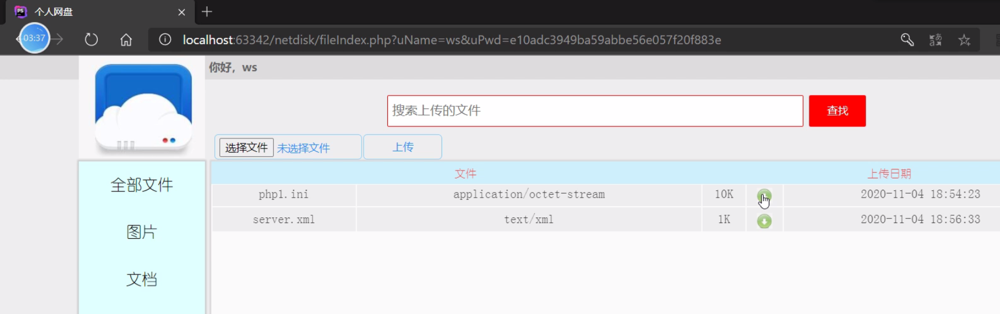 PS 个人网盘
03:37 localhost:63342/netdisk/fileIndex.php?uName=ws&uPwd=e10adc3949ba59abbe56e057f20f883e
你好，ws
搜索上传的文件 查找
选择文件 未选择文件 上传
全部文件
图片
文档
文件 上传日期
php1.ini application/octet-stream 10K 2020-11-04 18:54:23
server.xml text/xml 1K 2020-11-04 18:56:33